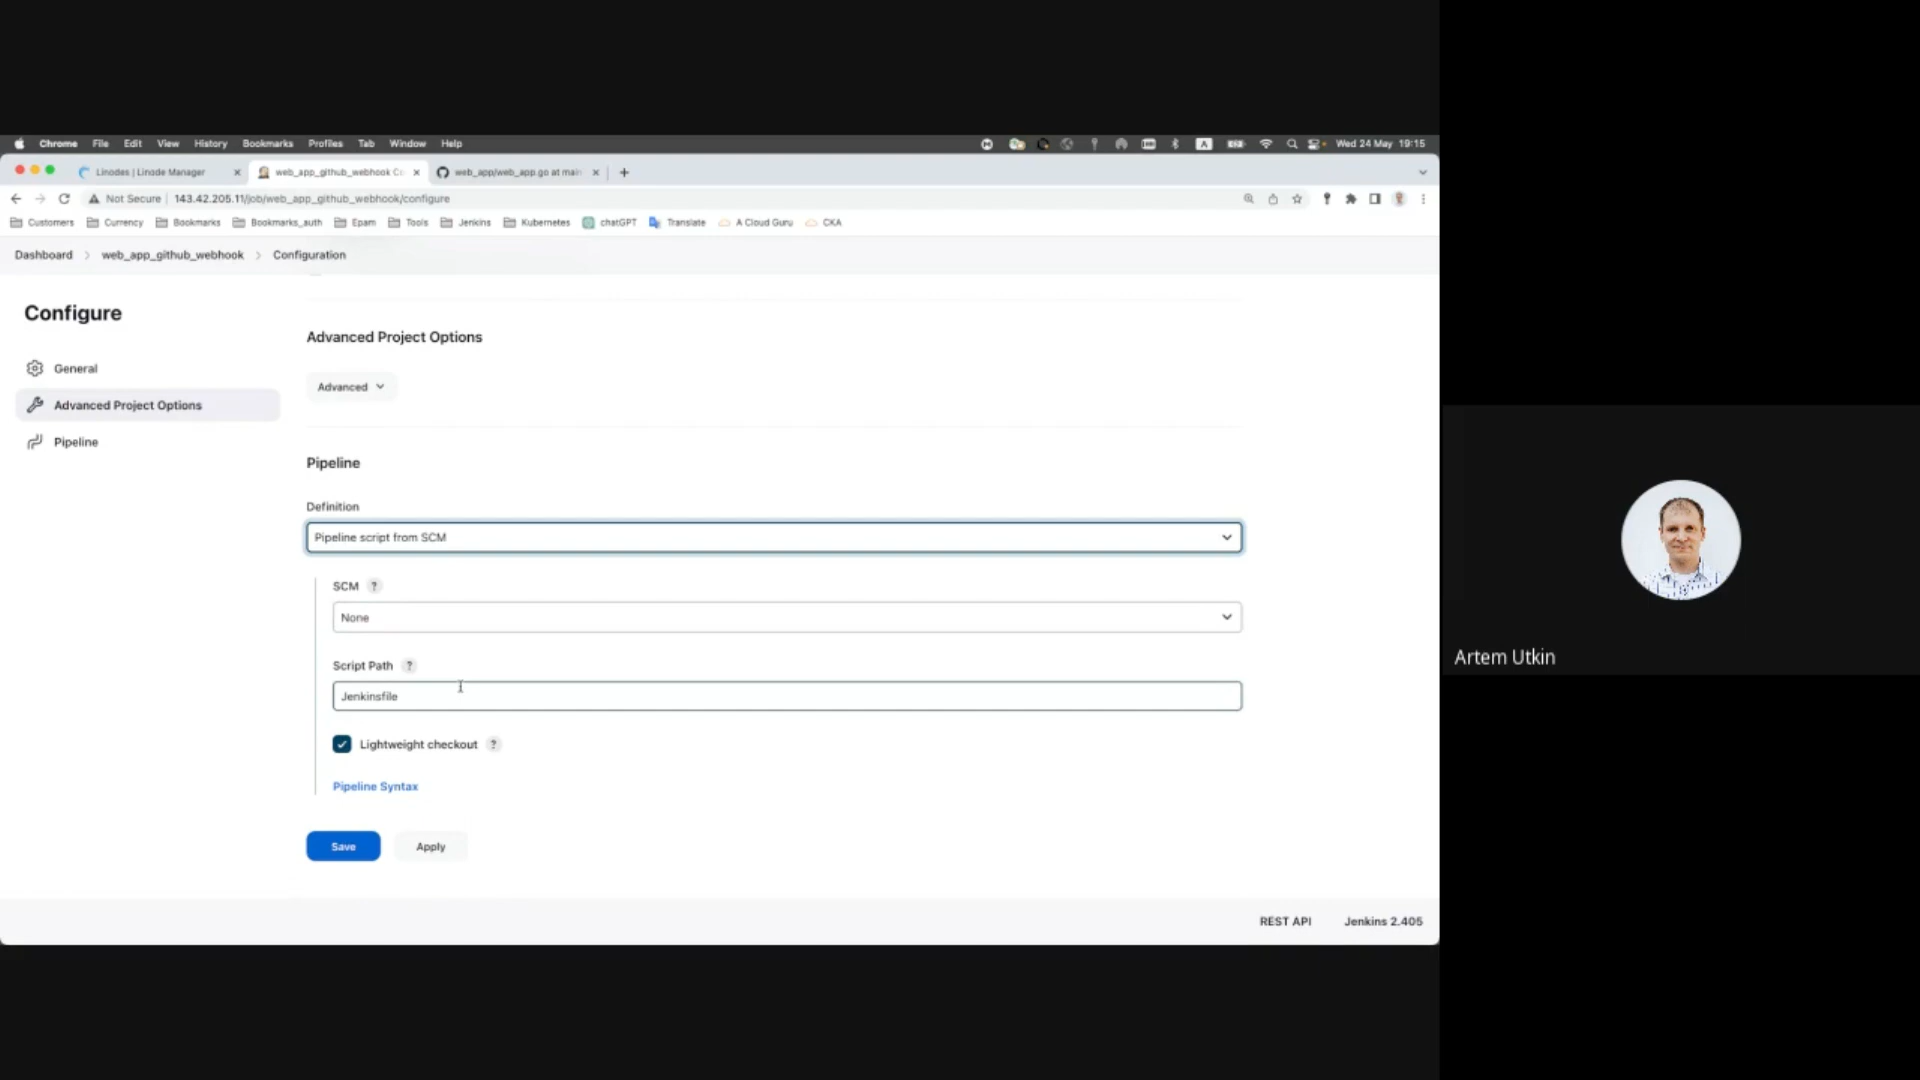 Chrome File Edit View History Bookmarks Profiles Tab Window Help Wed 24 May 19:15
Linodes | Linode Manager web_app_github_webhook Co web_app/web_app.go at main
Not Secure 143.42.205.11/job/web_app_github_webhook/configure
Customers Currency Bookmarks Bookmarks_auth Epam Tools Jenkins Kubernetes chatGPT Translate A Cloud Guru CKA
Dashboard > web_app_github_webhook > Configuration
Configure
General
Advanced Project Options
Pipeline
Advanced Project Options
Advanced
Pipeline
Definition
Pipeline script from SCM
SCM ?
None
Script Path ?
Jenkinsfile
Lightweight checkout ?
Pipeline Syntax
Save Apply
REST API Jenkins 2.405
Artem Utkin